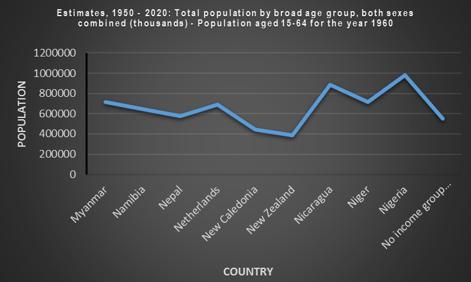 Estimates, 1950 - 2020: Total population by broad age group, both sexes
combined (thousands) - Population aged 15-64 for the year 1960
1200000
1000000
800000
600000
400000
200000
0
POPULATION
Myanmar
Namibia
Nepal
Netherlands
New Caledonia
New Zealand
Nicaragua
Niger
Nigeria
No income group...
COUNTRY